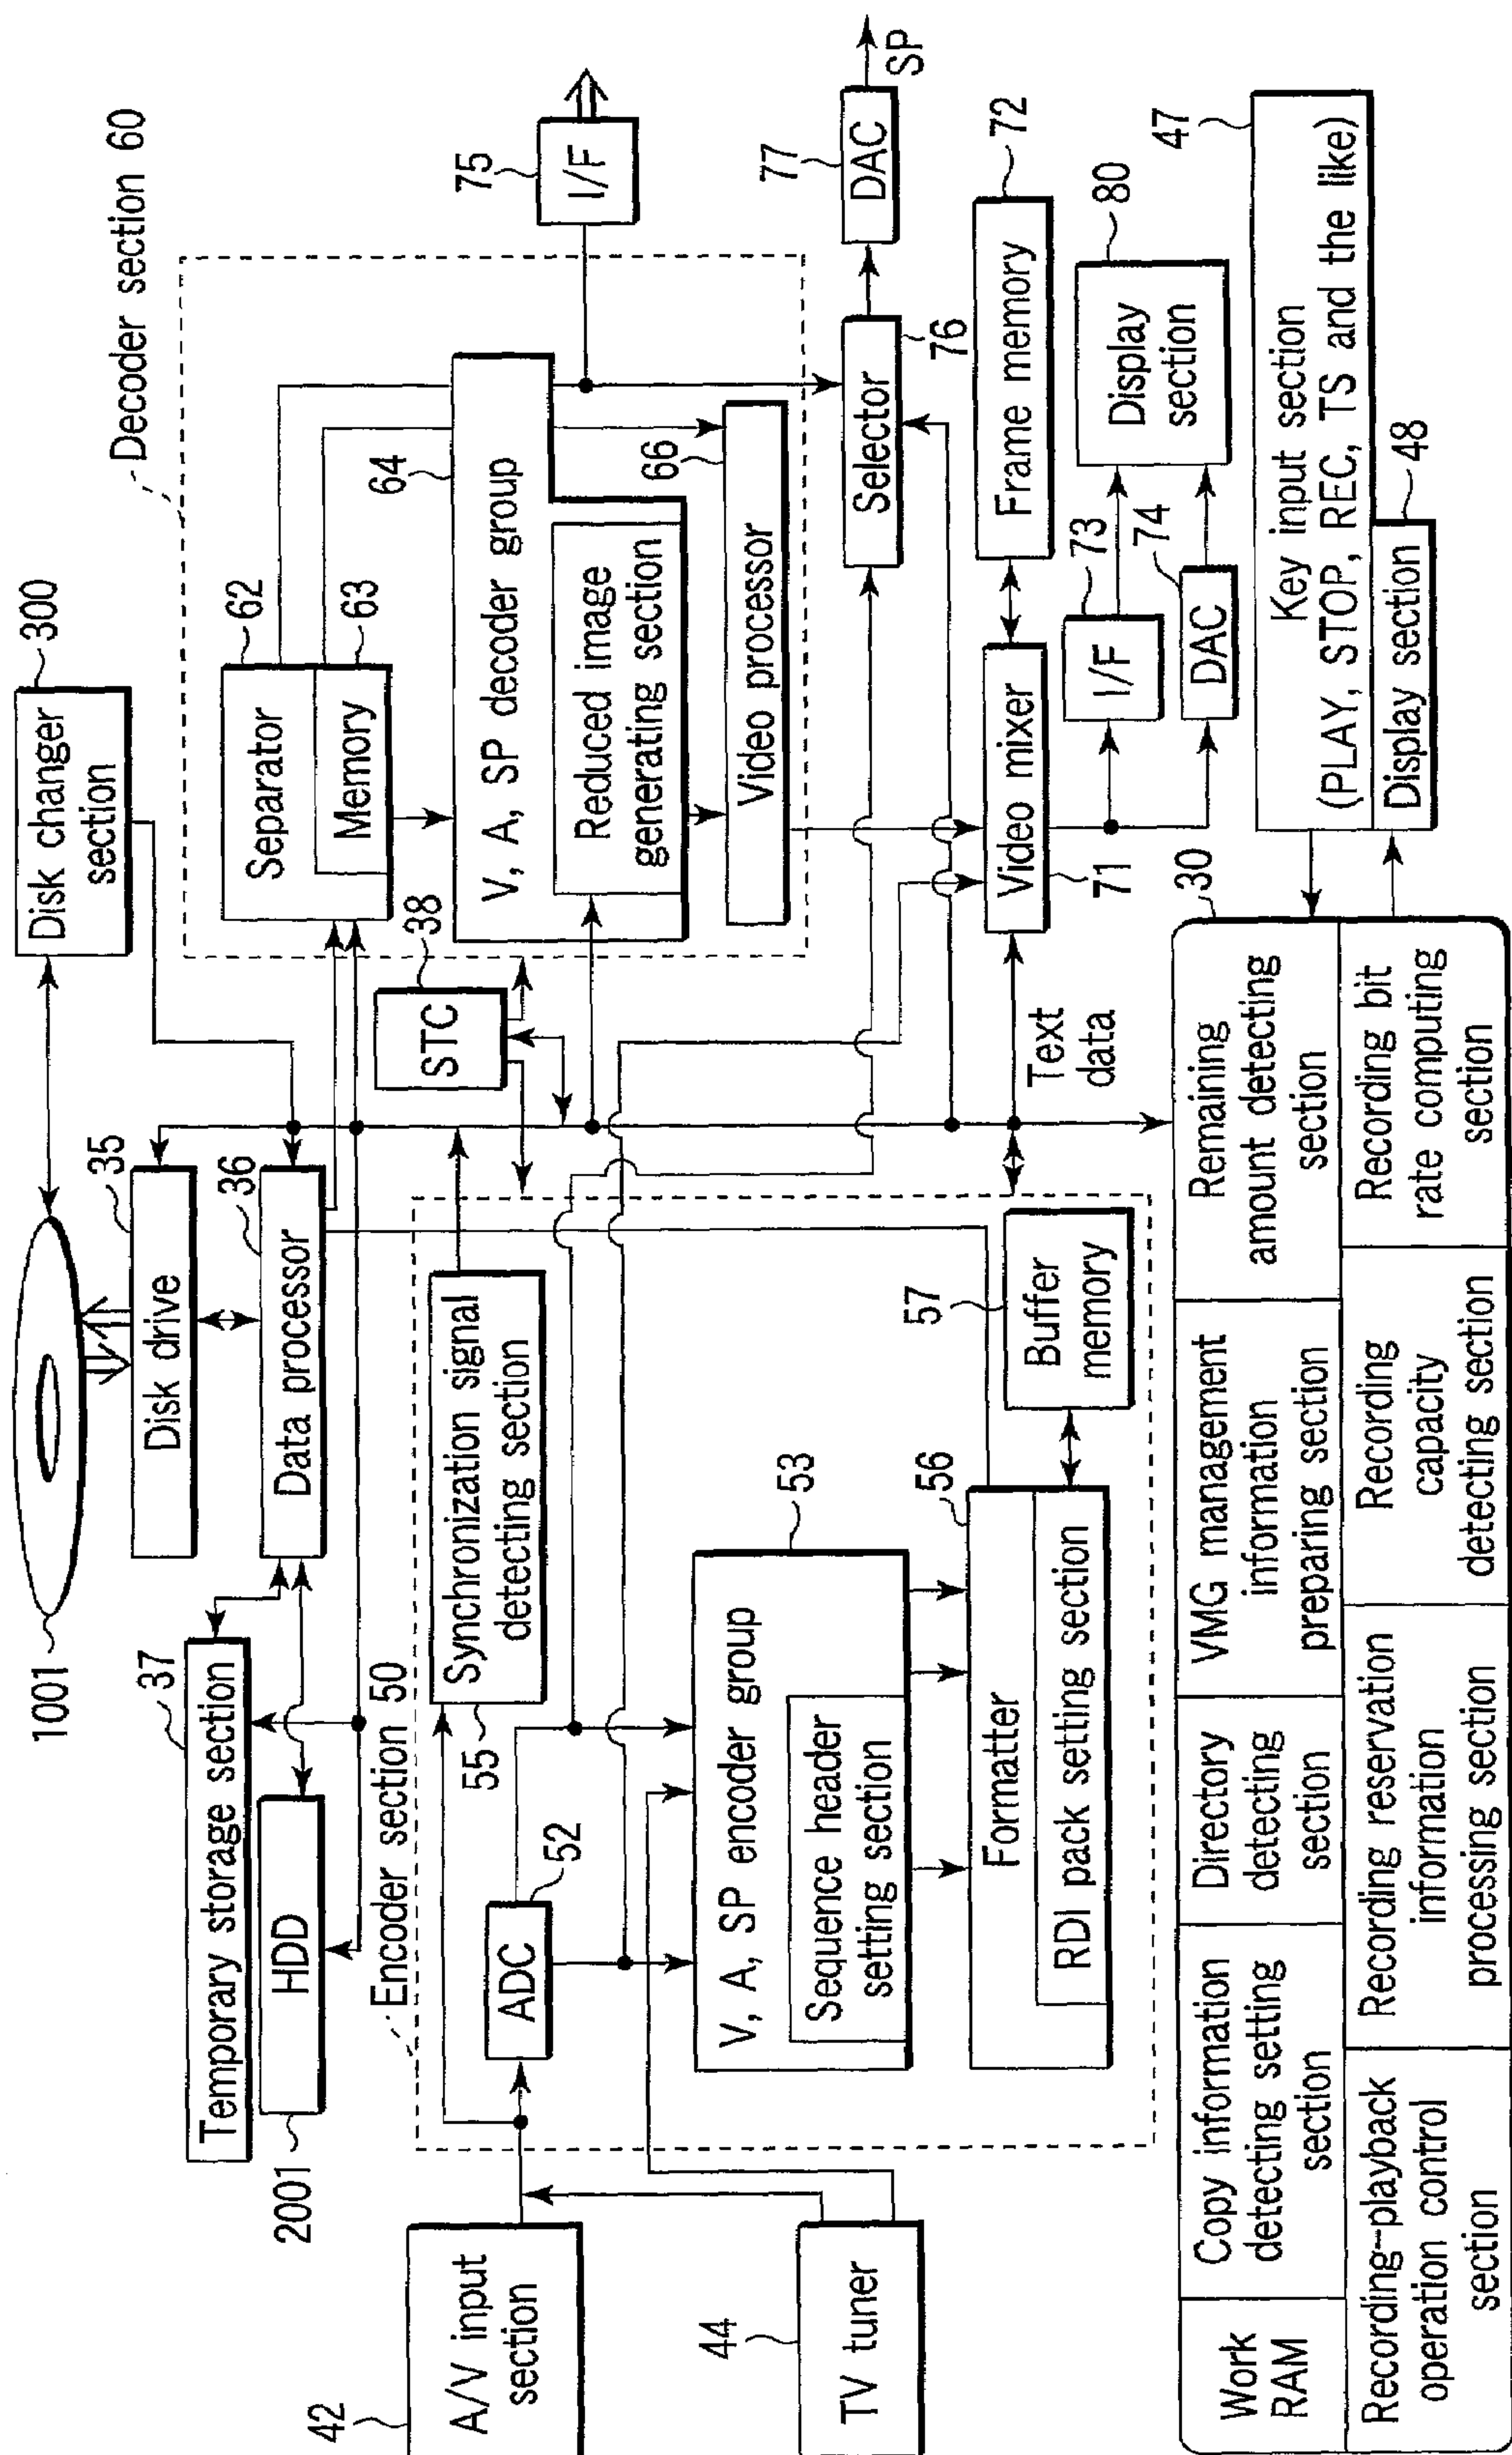 1001
Disk changer
section
300
Disk drive
35
Data processor
36
Temporary storage section
37
HDD
2001
Decoder section 60
Separator
62
Memory
63
V, A, SP decoder group
64
Reduced image
generating section
Video processor
66
STC
38
I/F
75
DAC
77
SP
Selector
76
Frame memory
72
Video mixer
71
I/F
73
DAC
74
Display
section
80
Key input section
(PLAY, STOP, REC, TS and the like)
47
Display section
48
Text
data
Encoder section 50
Synchronization signal
detecting section
55
ADC
52
V, A, SP encoder group
53
Sequence header
setting section
Formatter
56
RDI pack setting section
Buffer
memory
57
A/V input
section
42
TV tuner
44
30
Work
RAM
Copy information
detecting setting
section
Directory
detecting
section
VMG management
information
preparing section
Remaining
amount detecting
section
Recording-playback
operation control
section
Recording reservation
information
processing section
Recording
capacity
detecting section
Recording bit
rate computing
section